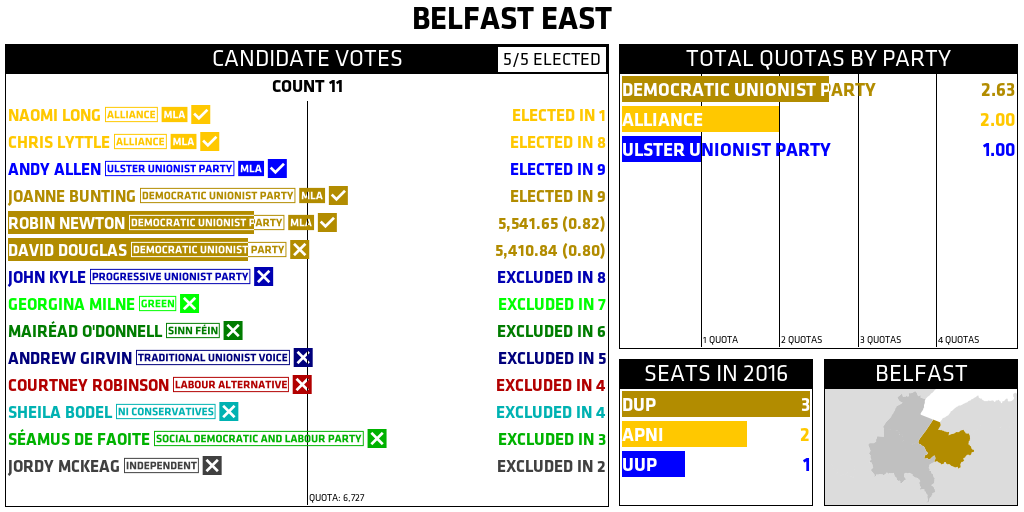 BELFAST EAST
CANDIDATE VOTES 5/5 ELECTED
COUNT 11
NAOMI LONG ALLIANCE MLA ELECTED IN 1
CHRIS LYTTLE ALLIANCE MLA ELECTED IN 8
ANDY ALLEN ULSTER UNIONIST PARTY MLA ELECTED IN 9
JOANNE BUNTING DEMOCRATIC UNIONIST PARTY MLA ELECTED IN 9
ROBIN NEWTON DEMOCRATIC UNIONIST PARTY MLA 5,541.65 (0.82)
DAVID DOUGLAS DEMOCRATIC UNIONIST PARTY 5,410.84 (0.80)
JOHN KYLE PROGRESSIVE UNIONIST PARTY EXCLUDED IN 8
GEORGINA MILNE GREEN EXCLUDED IN 7
MAIRÉAD O'DONNELL SINN FÉIN EXCLUDED IN 6
ANDREW GIRVIN TRADITIONAL UNIONIST VOICE EXCLUDED IN 5
COURTNEY ROBINSON LABOUR ALTERNATIVE EXCLUDED IN 4
SHEILA BODEL NI CONSERVATIVES EXCLUDED IN 4
SÉAMUS DE FAOITE SOCIAL DEMOCRATIC AND LABOUR PARTY EXCLUDED IN 3
JORDY MCKEAG INDEPENDENT EXCLUDED IN 2
QUOTA: 6,727
TOTAL QUOTAS BY PARTY
DEMOCRATIC UNIONIST PARTY 2.63
ALLIANCE 2.00
ULSTER UNIONIST PARTY 1.00
1 QUOTA 2 QUOTAS 3 QUOTAS 4 QUOTAS
SEATS IN 2016
DUP 3
APNI 2
UUP 1
BELFAST